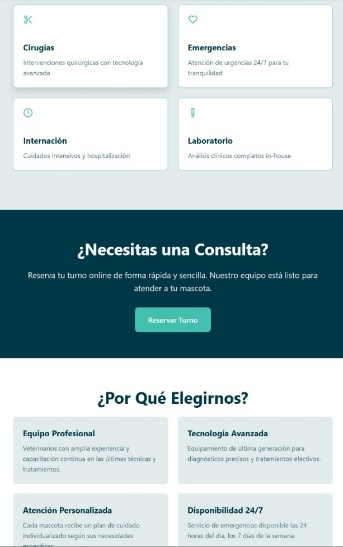 Cirugías
Intervenciones quirúrgicas con tecnología
avanzada
Emergencias
Atención de urgencias 24/7 para tu
tranquilidad
Internación
Cuidados intensivos y hospitalización
Laboratorio
Análisis clínicos completos in-house
¿Necesitas una Consulta?
Reserva tu turno online de forma rápida y sencilla. Nuestro equipo está listo para
atender a tu mascota.
Reservar Turno
¿Por Qué Elegirnos?
Equipo Profesional
Veterinarios con amplia experiencia y
capacitación continua en las últimas técnicas y
tratamientos.
Tecnología Avanzada
Equipamiento de última generación para
diagnósticos precisos y tratamientos efectivos.
Atención Personalizada
Cada mascota recibe un plan de cuidado
individualizado según sus necesidades
específicas.
Disponibilidad 24/7
Servicio de emergencias disponible las 24
horas del día, los 7 días de la semana.